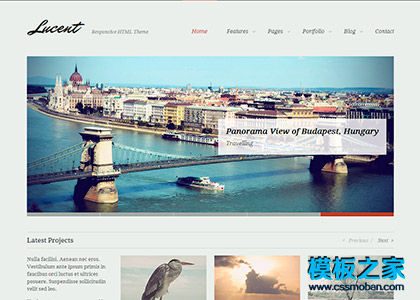 Lucent
Responsive HTML Theme
Home Features Pages Portfolio Blog Contact
Panorama View of Budapest, Hungary
Travelling
Latest Projects
Previous / Next
Nulla facilisi. Aenean nec eros.
Vestibulum ante ipsum primis in
faucibus orci luctus et ultrices
posuere. Suspendisse sollicitudin
velit sed leo.
模板之家
www.cssmoban.com